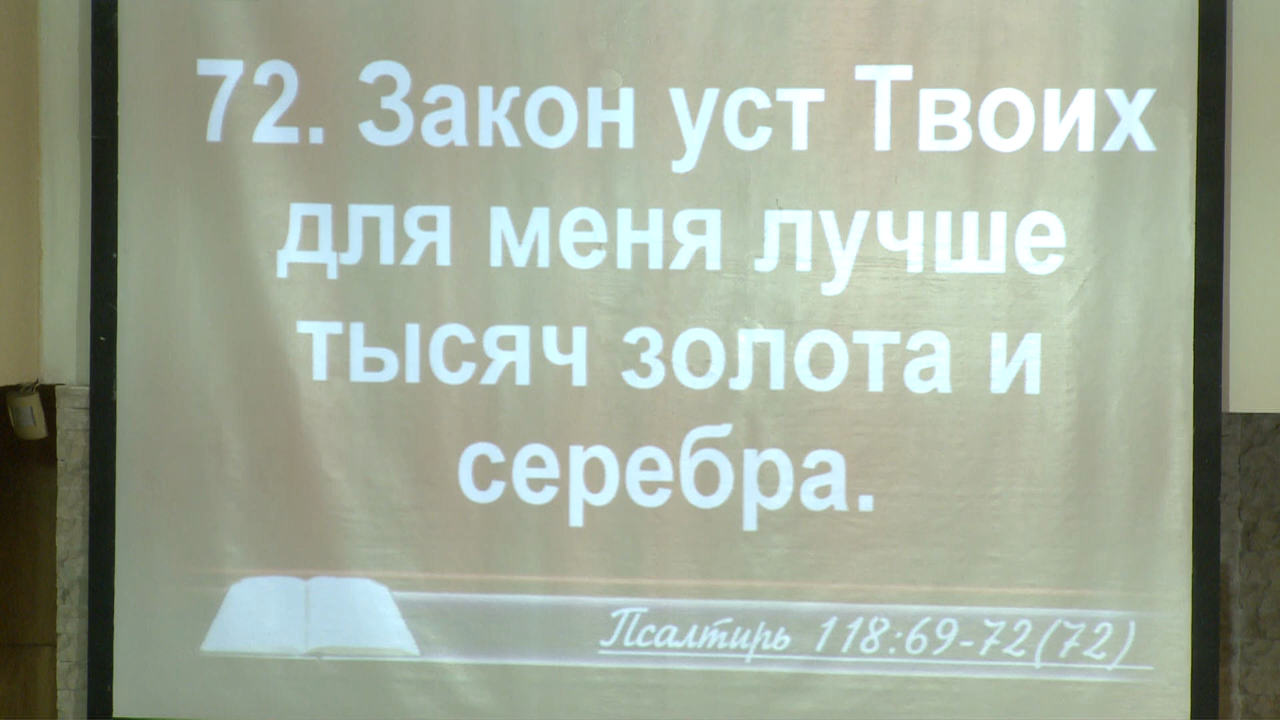 72. Закон уст Твоих
для меня лучше
тысяч золота и
серебра.
Псалтирь 118:69-72(72)